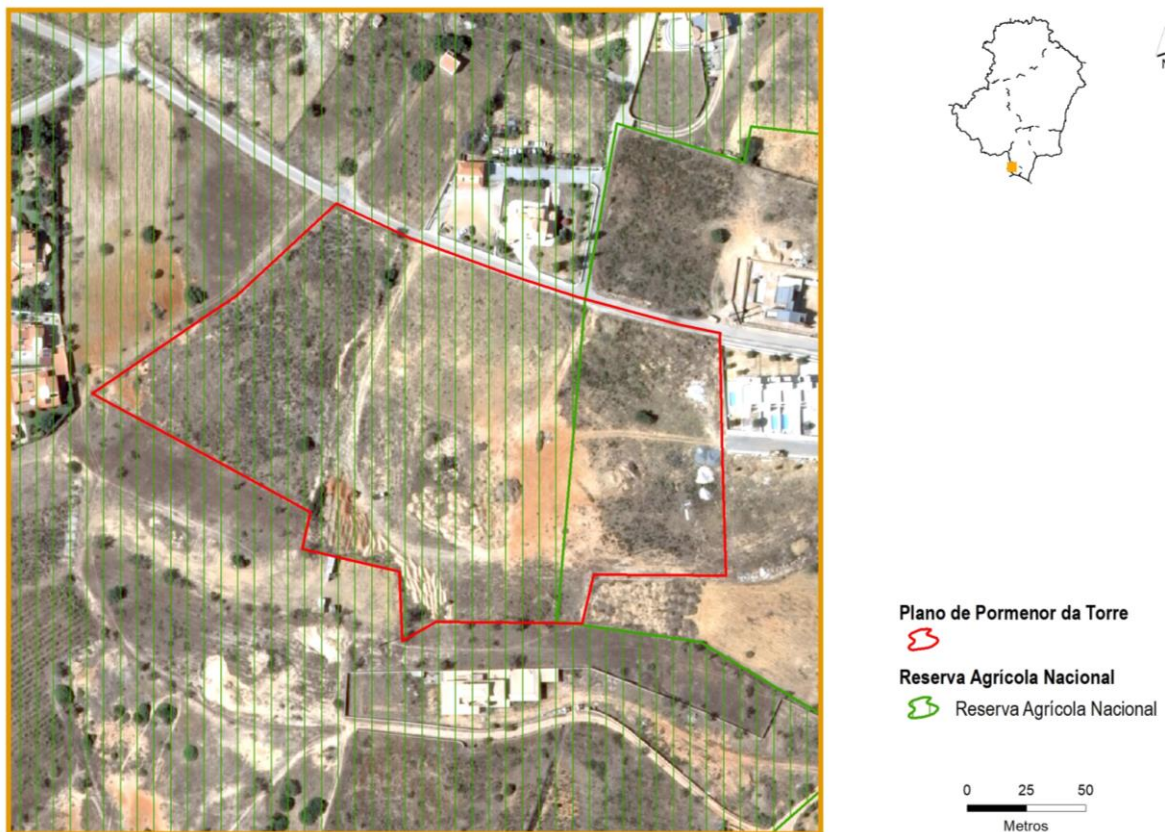 N
Plano de Pormenor da Torre
Reserva Agrícola Nacional
Reserva Agrícola Nacional
0 25 50
Metros